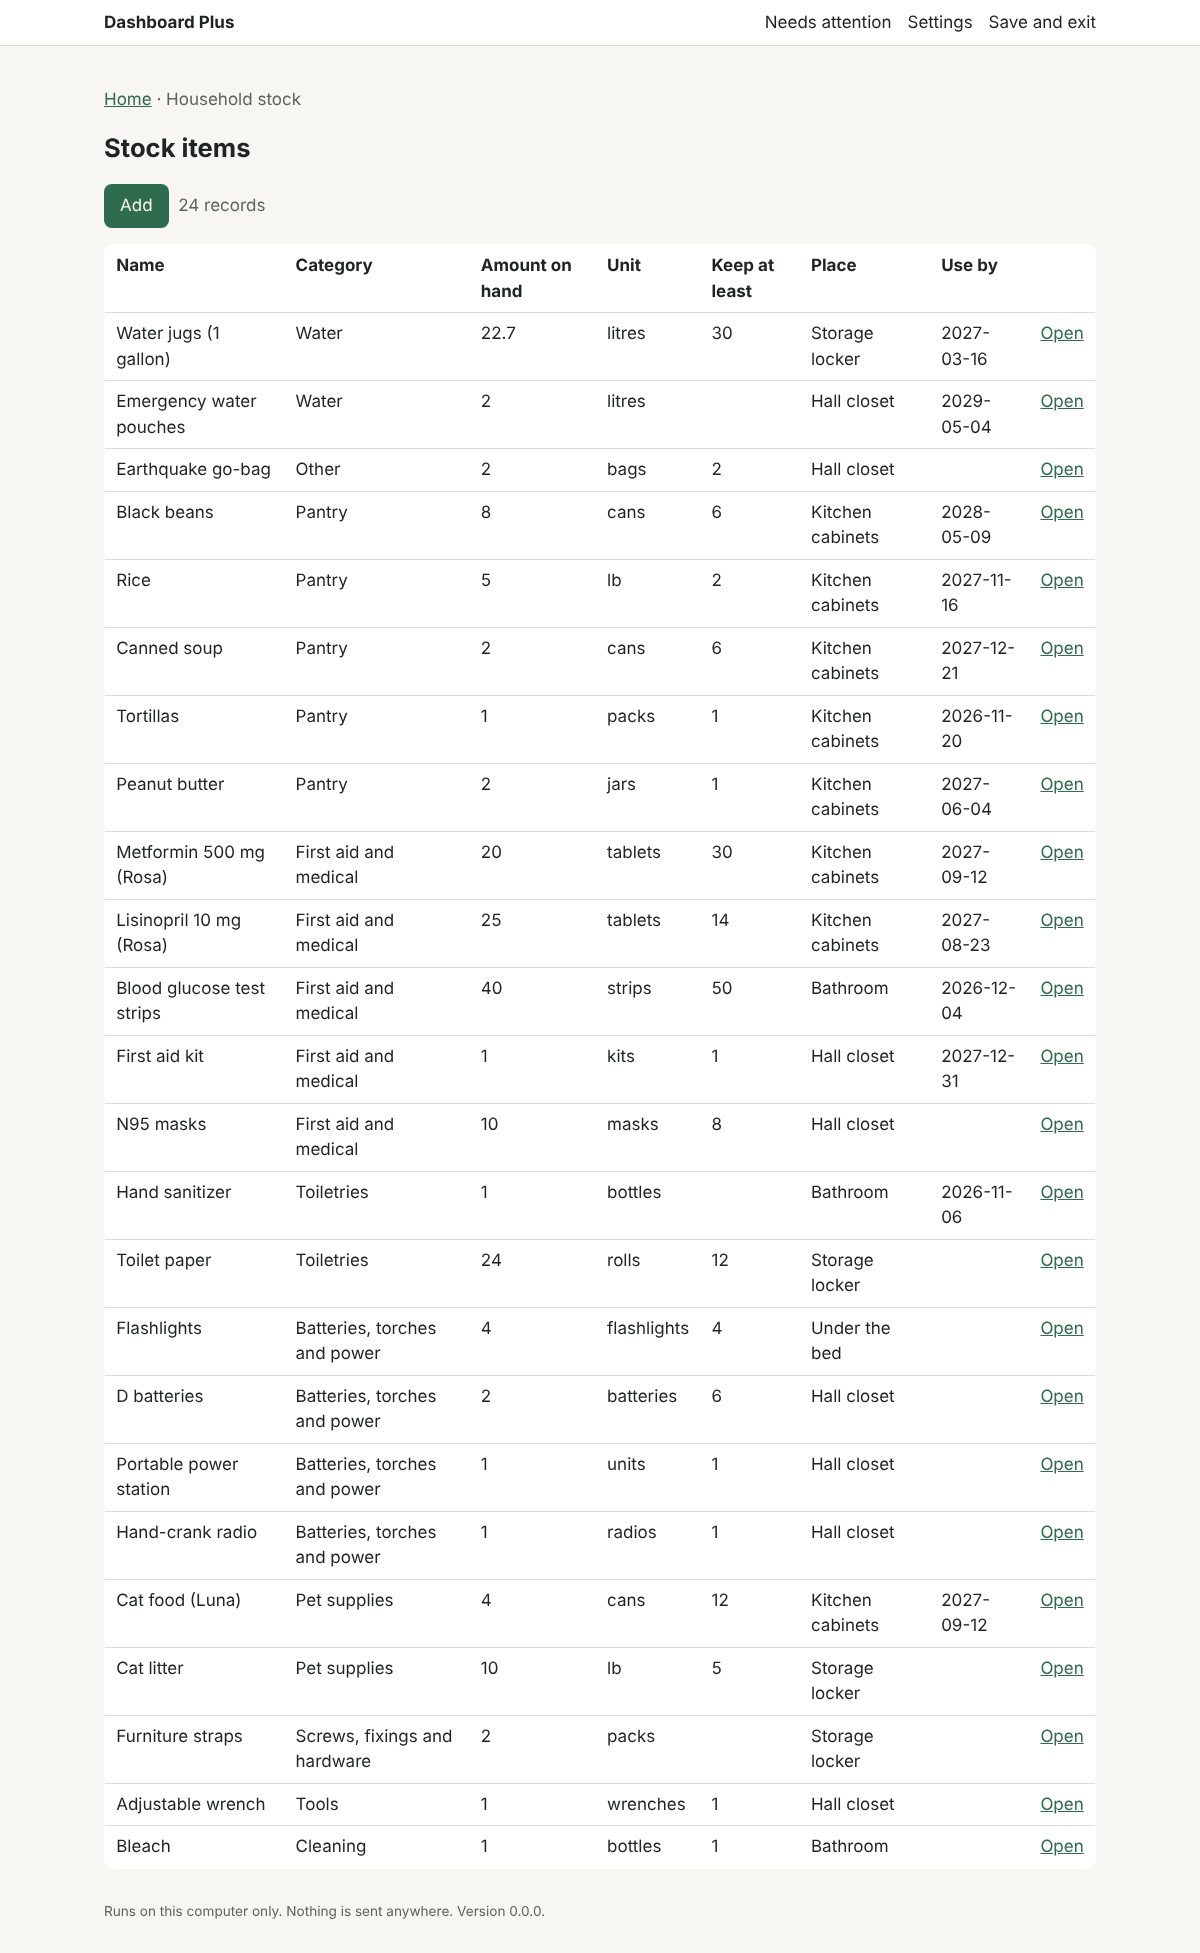 Dashboard Plus
Needs attention Settings Save and exit
Home · Household stock
Stock items
Add 24 records
Name Category Amount on hand Unit Keep at least Place Use by
Water jugs (1 gallon) Water 22.7 litres 30 Storage locker 2027-03-16 Open
Emergency water pouches Water 2 litres Hall closet 2029-05-04 Open
Earthquake go-bag Other 2 bags 2 Hall closet Open
Black beans Pantry 8 cans 6 Kitchen cabinets 2028-05-09 Open
Rice Pantry 5 lb 2 Kitchen cabinets 2027-11-16 Open
Canned soup Pantry 2 cans 6 Kitchen cabinets 2027-12-21 Open
Tortillas Pantry 1 packs 1 Kitchen cabinets 2026-11-20 Open
Peanut butter Pantry 2 jars 1 Kitchen cabinets 2027-06-04 Open
Metformin 500 mg (Rosa) First aid and medical 20 tablets 30 Kitchen cabinets 2027-09-12 Open
Lisinopril 10 mg (Rosa) First aid and medical 25 tablets 14 Kitchen cabinets 2027-08-23 Open
Blood glucose test strips First aid and medical 40 strips 50 Bathroom 2026-12-04 Open
First aid kit First aid and medical 1 kits 1 Hall closet 2027-12-31 Open
N95 masks First aid and medical 10 masks 8 Hall closet Open
Hand sanitizer Toiletries 1 bottles Bathroom 2026-11-06 Open
Toilet paper Toiletries 24 rolls 12 Storage locker Open
Flashlights Batteries, torches and power 4 flashlights 4 Under the bed Open
D batteries Batteries, torches and power 2 batteries 6 Hall closet Open
Portable power station Batteries, torches and power 1 units 1 Hall closet Open
Hand-crank radio Batteries, torches and power 1 radios 1 Hall closet Open
Cat food (Luna) Pet supplies 4 cans 12 Kitchen cabinets 2027-09-12 Open
Cat litter Pet supplies 10 lb 5 Storage locker Open
Furniture straps Screws, fixings and hardware 2 packs Storage locker Open
Adjustable wrench Tools 1 wrenches 1 Hall closet Open
Bleach Cleaning 1 bottles 1 Bathroom Open
Runs on this computer only. Nothing is sent anywhere. Version 0.0.0.